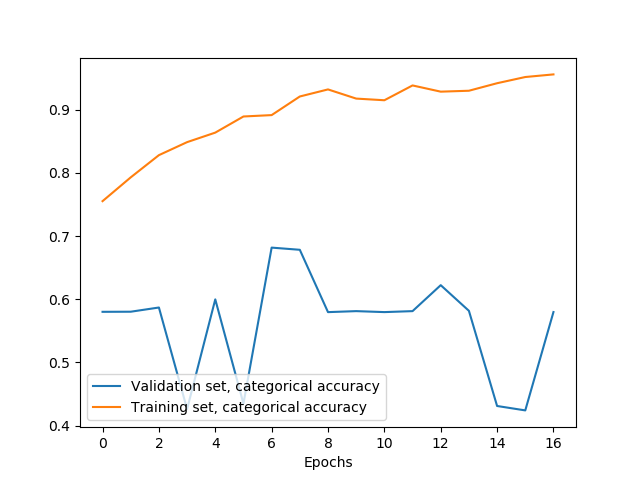 0.9
0.8
0.7
0.6
0.5
0.4
Validation set, categorical accuracy
Training set, categorical accuracy
0 2 4 6 8 10 12 14 16
Epochs